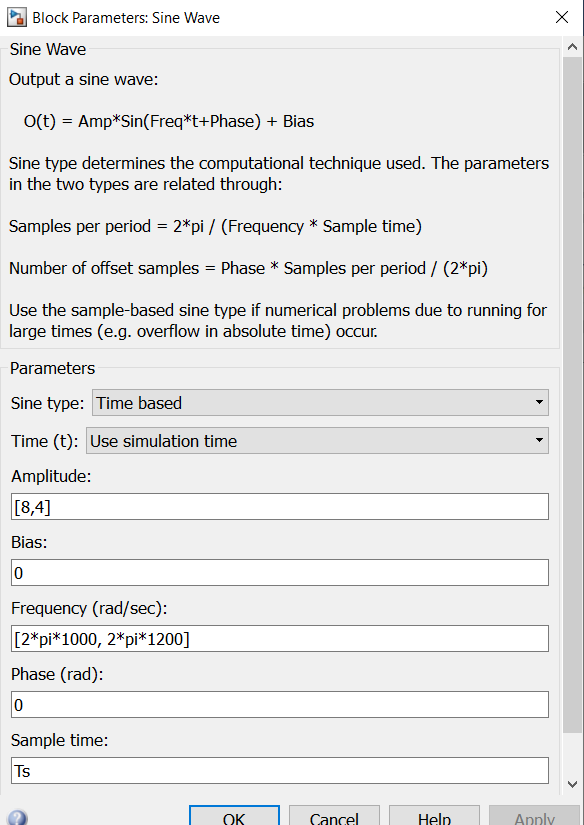 Block Parameters: Sine Wave
Sine Wave
Output a sine wave:
O(t) = Amp*Sin(Freq*t+Phase) + Bias
Sine type determines the computational technique used. The parameters
in the two types are related through:
Samples per period = 2*pi / (Frequency * Sample time)
Number of offset samples = Phase * Samples per period / (2*pi)
Use the sample-based sine type if numerical problems due to running for
large times (e.g. overflow in absolute time) occur.
Parameters
Sine type: Time based
Time (t): Use simulation time
Amplitude:
[8,4]
Bias:
0
Frequency (rad/sec):
[2*pi*1000, 2*pi*1200]
Phase (rad):
0
Sample time:
Ts
OK Cancel Help Apply